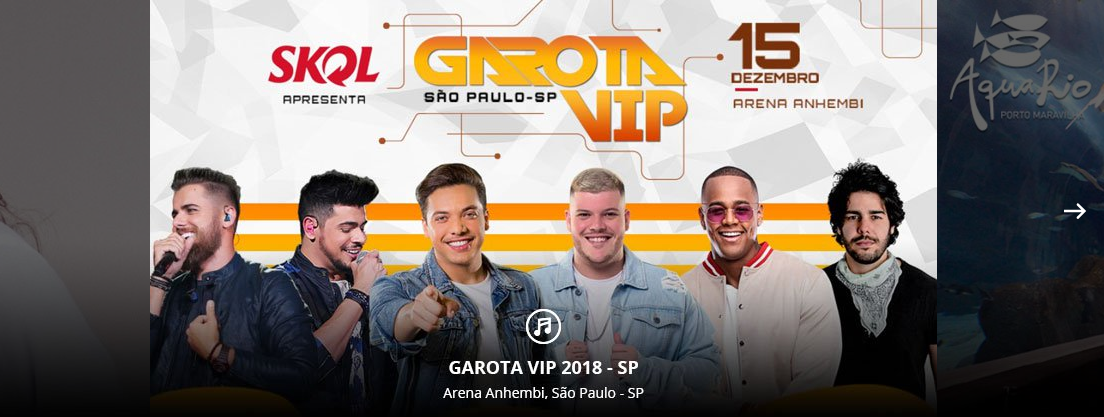 SKOL
APRESENTA
GAROTA
SÃO PAULO-SP
VIP
15
DEZEMBRO
ARENA ANHEMBI
AquaRio
PORTO MARAVILHA
GAROTA VIP 2018 - SP
Arena Anhembi, São Paulo - SP